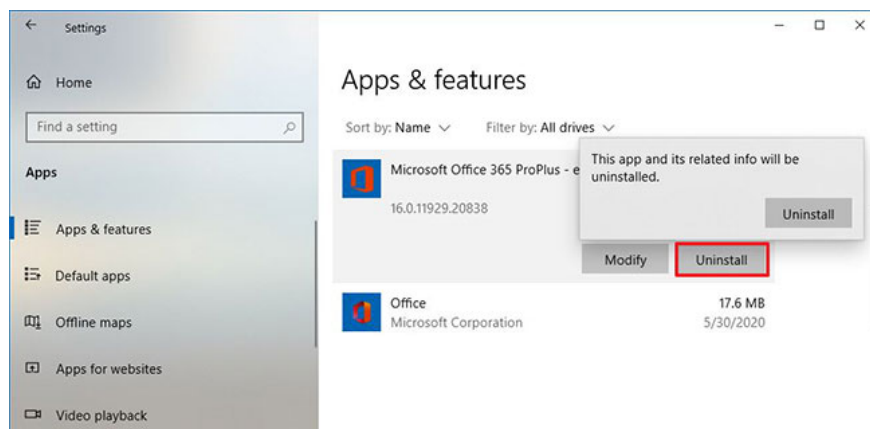 Settings
Home
Find a setting
Apps
Apps & features
Default apps
Offline maps
Apps for websites
Video playback
Apps & features
Sort by: Name Filter by: All drives
Microsoft Office 365 ProPlus - e
16.0.11929.20838
This app and its related info will be
uninstalled.
Uninstall
Modify Uninstall
Office 17.6 MB
Microsoft Corporation 5/30/2020